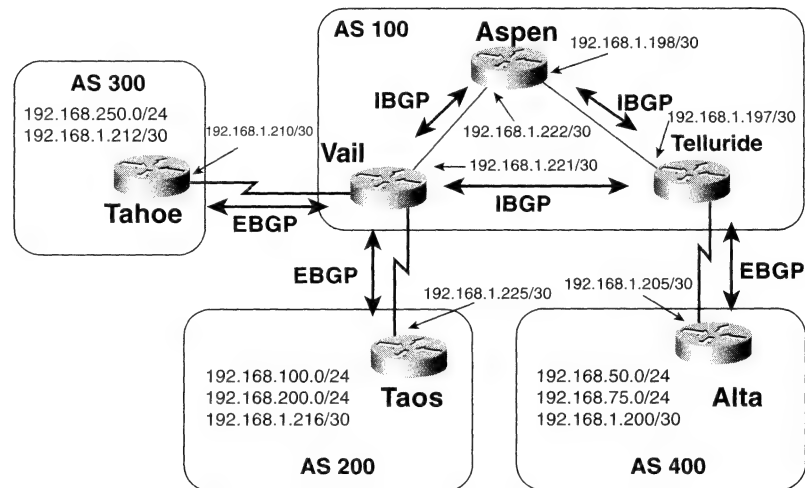 AS 100
Aspen
192.168.1.198/30
AS 300
192.168.250.0/24
192.168.1.212/30
192.168.1.210/30
Tahoe
EBGP
IBGP
IBGP
192.168.1.197/30
192.168.1.222/30
Telluride
Vail
192.168.1.221/30
IBGP
EBGP
EBGP
192.168.1.225/30
192.168.1.205/30
192.168.100.0/24
192.168.200.0/24
192.168.1.216/30
Taos
AS 200
192.168.50.0/24
192.168.75.0/24
192.168.1.200/30
Alta
AS 400